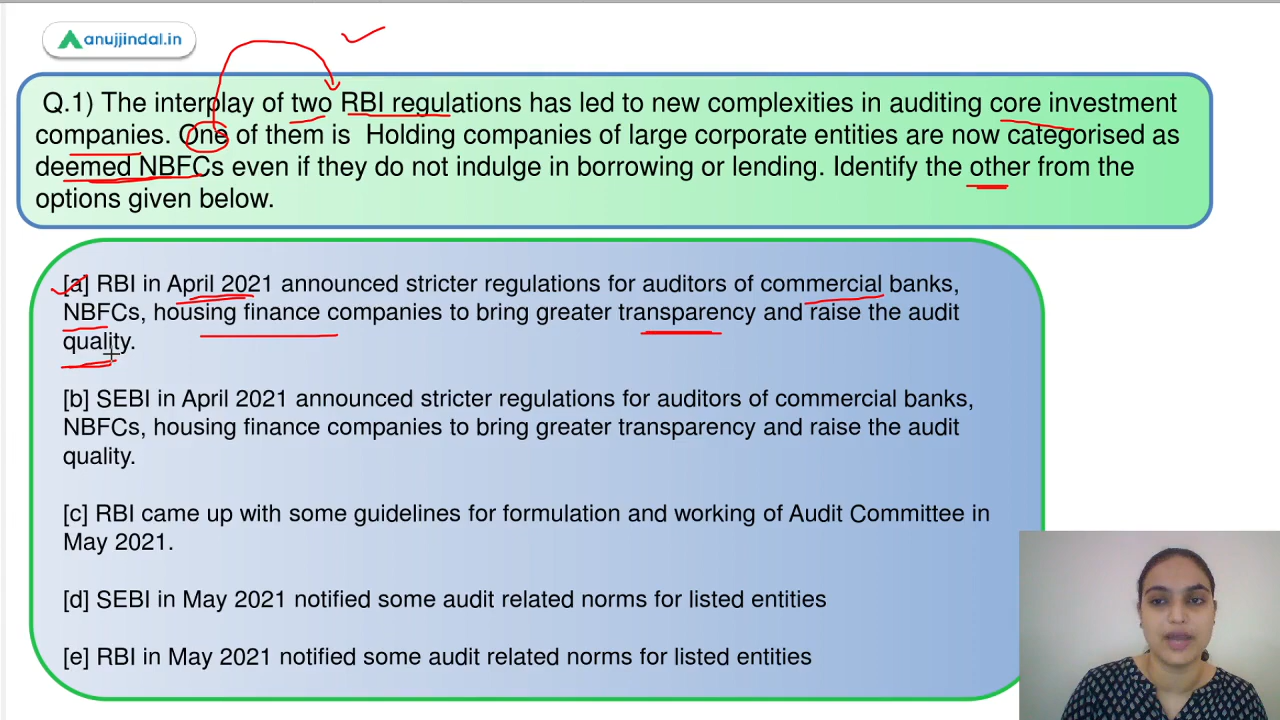 anujjindal.in
Q.1) The interplay of two RBI regulations has led to new complexities in auditing core investment
companies. One of them is Holding companies of large corporate entities are now categorised as
deemed NBFCs even if they do not indulge in borrowing or lending. Identify the other from the
options given below.
[a] RBI in April 2021 announced stricter regulations for auditors of commercial banks,
NBFCs, housing finance companies to bring greater transparency and raise the audit
quality.
[b] SEBI in April 2021 announced stricter regulations for auditors of commercial banks,
NBFCs, housing finance companies to bring greater transparency and raise the audit
quality.
[c] RBI came up with some guidelines for formulation and working of Audit Committee in
May 2021.
[d] SEBI in May 2021 notified some audit related norms for listed entities
[e] RBI in May 2021 notified some audit related norms for listed entities